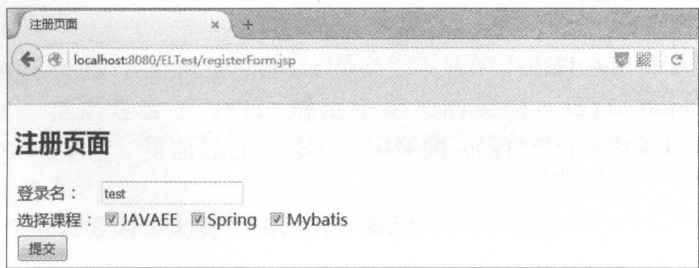 注册页面
localhost:8080/ELTest/registerForm.jsp
注册页面
登录名： test
选择课程： JAVAEE Spring Mybatis
提交